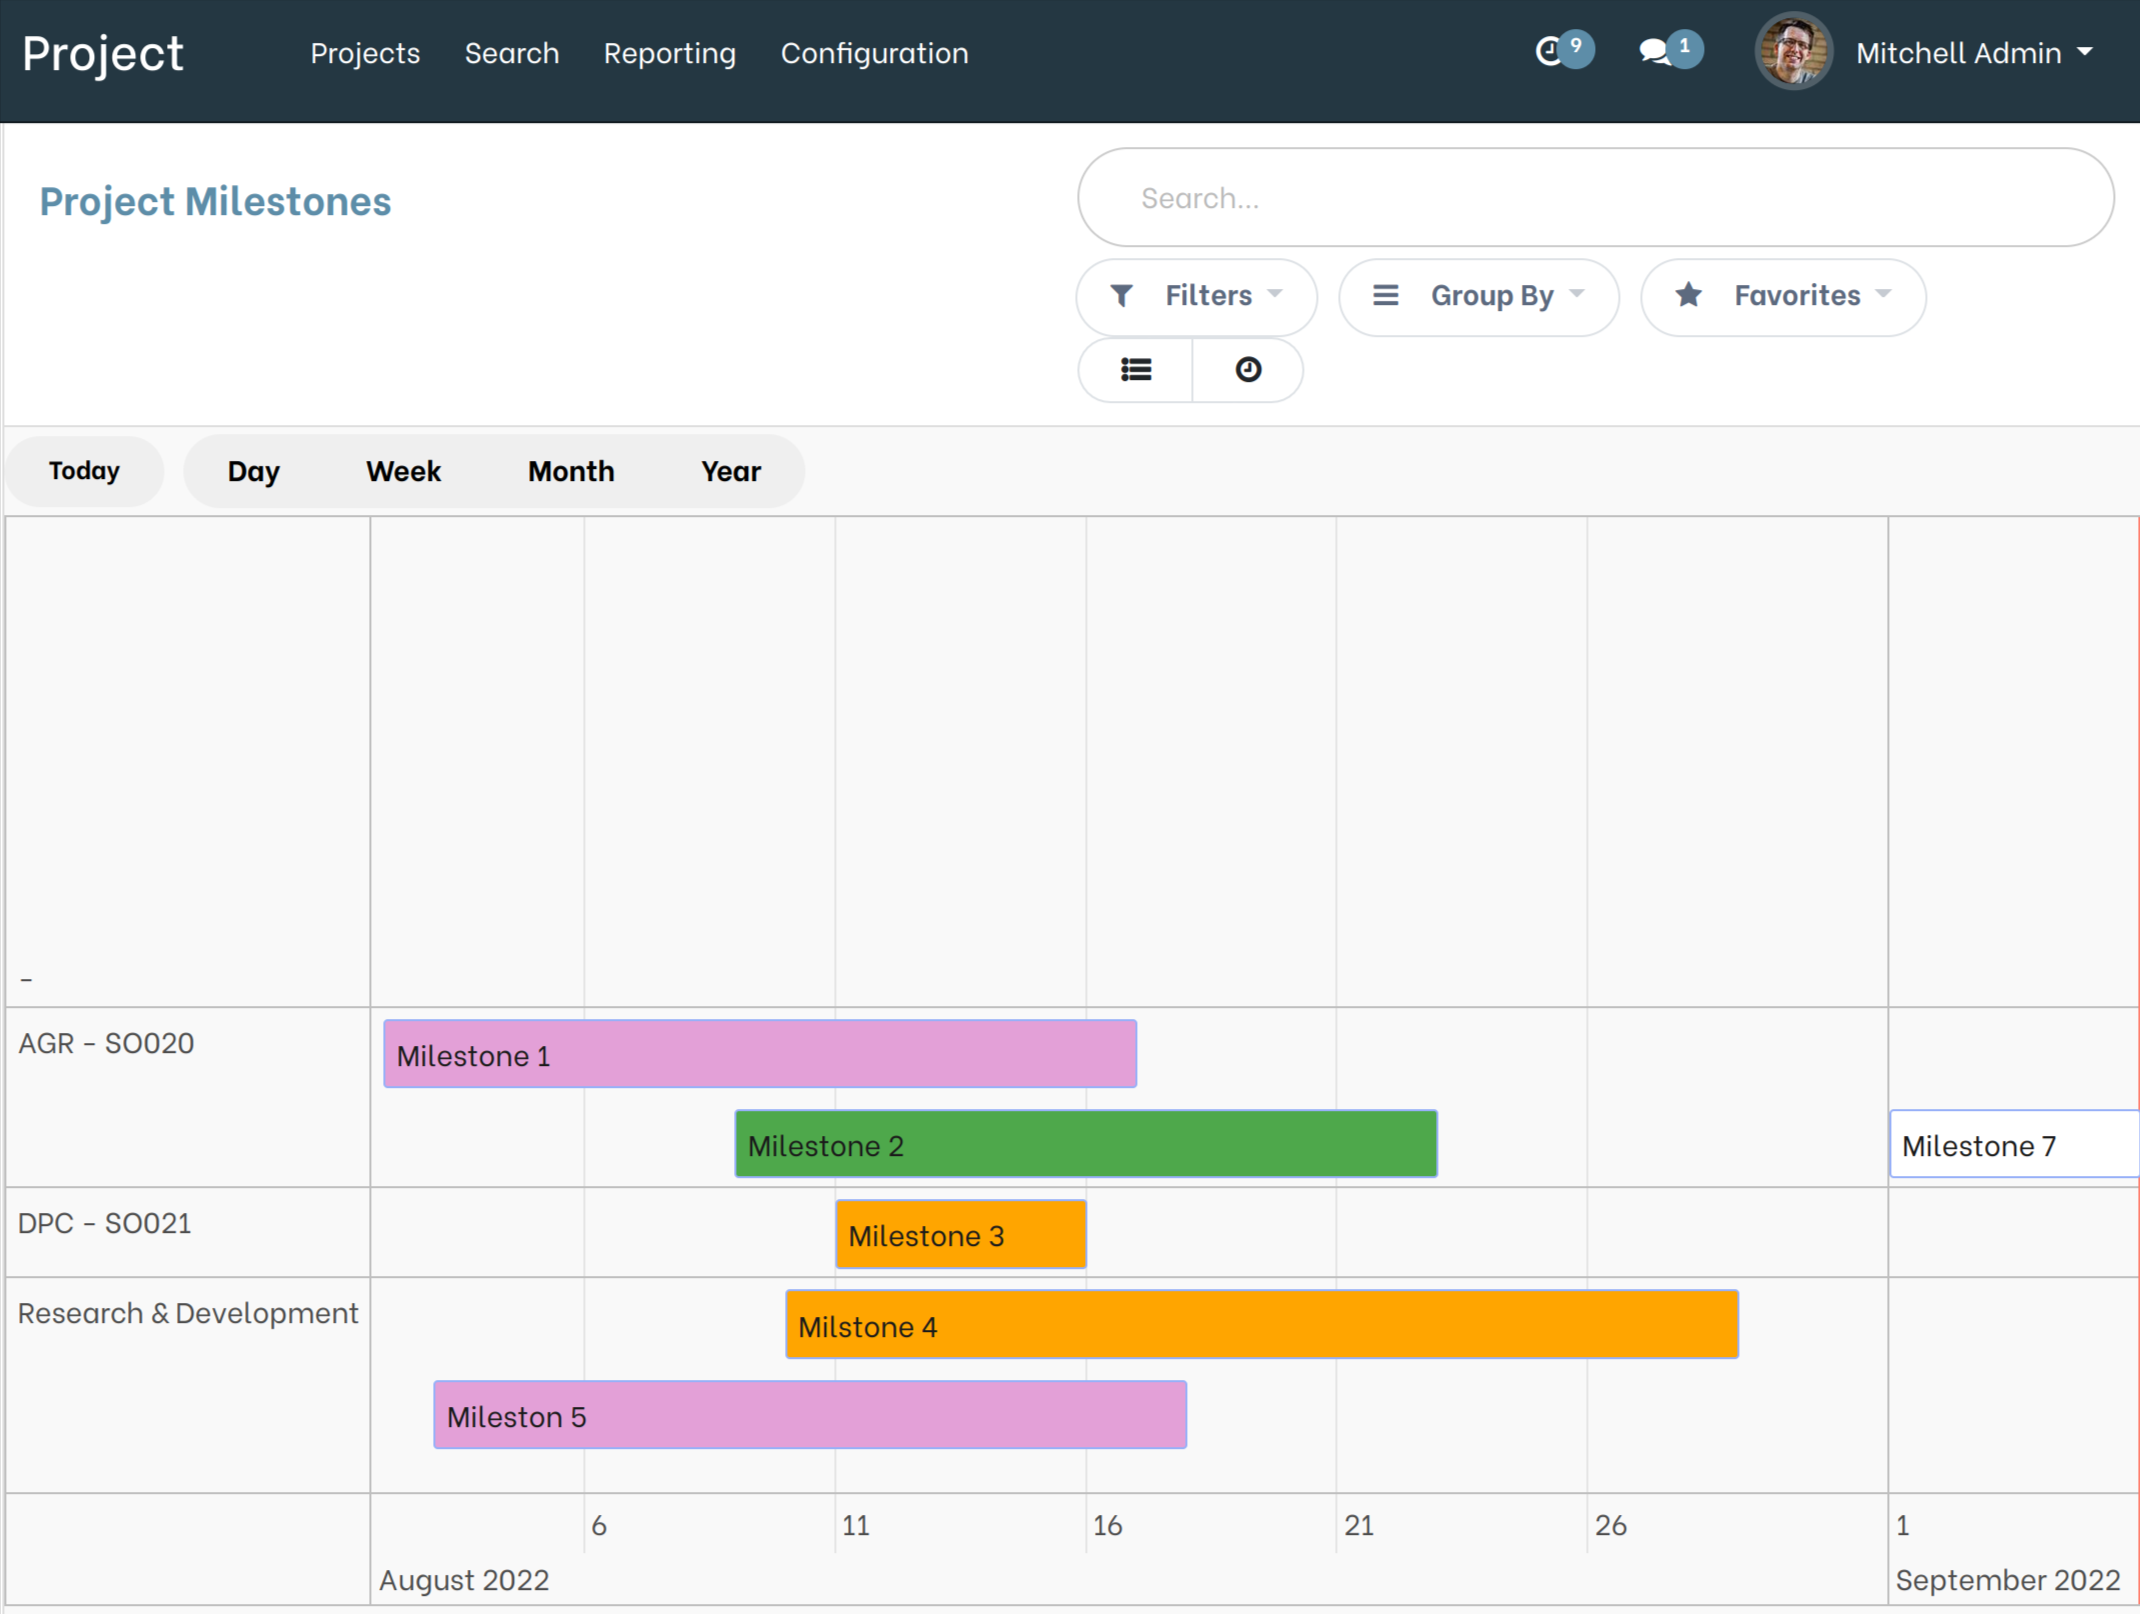 Project Projects Search Reporting Configuration 9 1 Mitchell Admin
Project Milestones
Search...
Filters Group By Favorites
Today Day Week Month Year
-
AGR - SO020
Milestone 1
Milestone 2
Milestone 7
DPC - SO021
Milestone 3
Research & Development
Milstone 4
Mileston 5
6 11 16 21 26 1
August 2022 September 2022